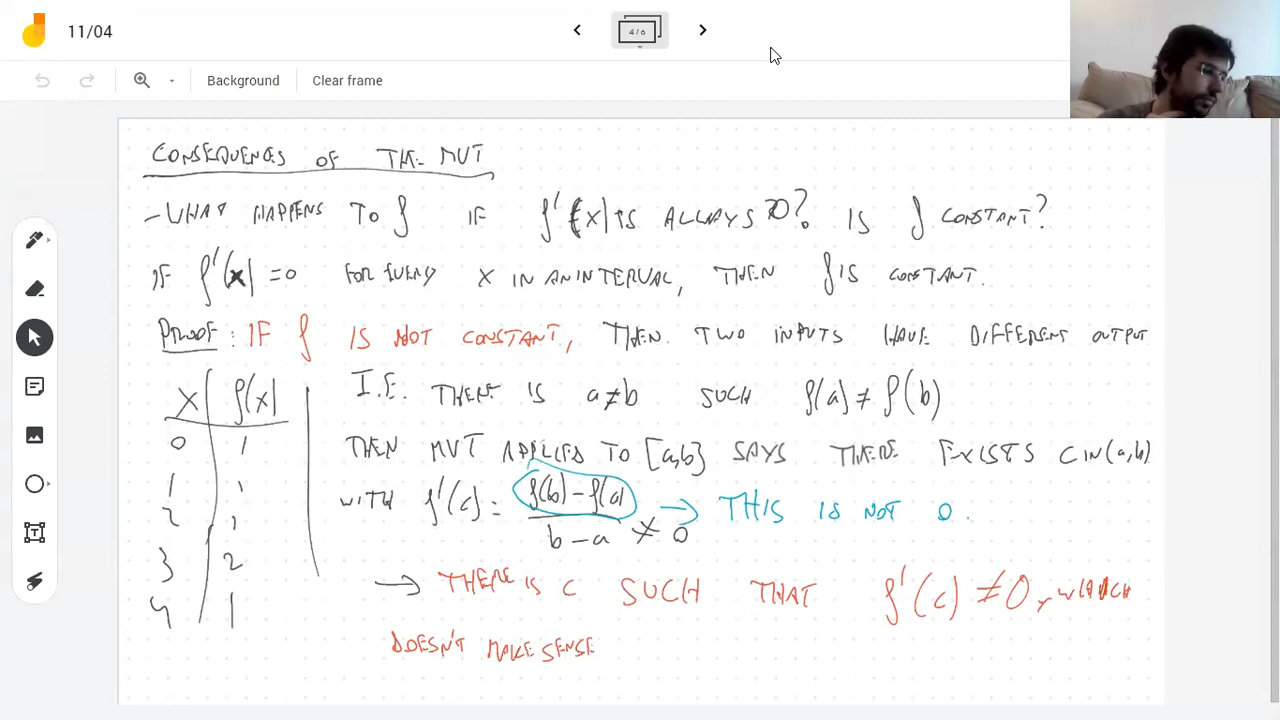 11/04
4 / 6
Background
Clear frame
CONSEQUENCES OF THE MVT
- WHAT HAPPENS TO f IF f'(x) IS ALWAYS 0? IS f CONSTANT?
IF f'(x) = 0 FOR EVERY x IN AN INTERVAL, THEN f IS CONSTANT.
PROOF: IF f IS NOT CONSTANT, THEN TWO INPUTS HAVE DIFFERENT OUTPUT
I.E. THERE IS a≠b SUCH f(a) ≠ f(b)
THEN MVT APPLIED TO [a,b] SAYS THERE EXISTS C IN (a,b)
WITH f'(c) = f(b) - f(a) / b - a ≠ 0 → THIS IS NOT 0.
→ THERE IS C SUCH THAT f'(c) ≠ 0, WHICH
DOESN'T MAKE SENSE
x | f(x)
0 | 1
1 | 1
2 | 1
3 | 2
4 | 1